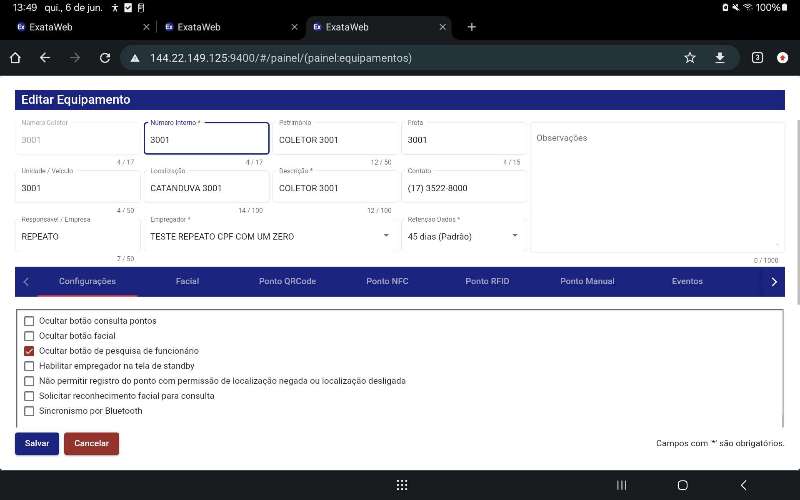 13:49 qui., 6 de jun. 100%
Ex ExataWeb × Ex ExataWeb × Ex ExataWeb × +
144.22.149.125:9400/#/painel/(painel:equipamentos) 3
Editar Equipamento
Número Coletor Número Interno * Patrimônio Frota
3001 3001 COLETOR 3001 3001 Observações
4 / 17 4 / 17 12 / 50 4 / 15
Unidade / Veículo Localização Descrição * Contato
3001 CATANDUVA 3001 COLETOR 3001 (17) 3522-8000
4 / 50 14 / 100 12 / 100
Responsável / Empresa Empregador * Retenção Dados *
REPEATO TESTE REPEATO CPF COM UM ZERO 45 dias (Padrão)
7 / 50 0 / 1000
Configurações Facial Ponto QRCode Ponto NFC Ponto RFID Ponto Manual Eventos
Ocultar botão consulta pontos
Ocultar botão facial
Ocultar botão de pesquisa de funcionário
Habilitar empregador na tela de standby
Não permitir registro do ponto com permissão de localização negada ou localização desligada
Solicitar reconhecimento facial para consulta
Sincronismo por Bluetooth
Salvar Cancelar Campos com '*' são obrigatórios.